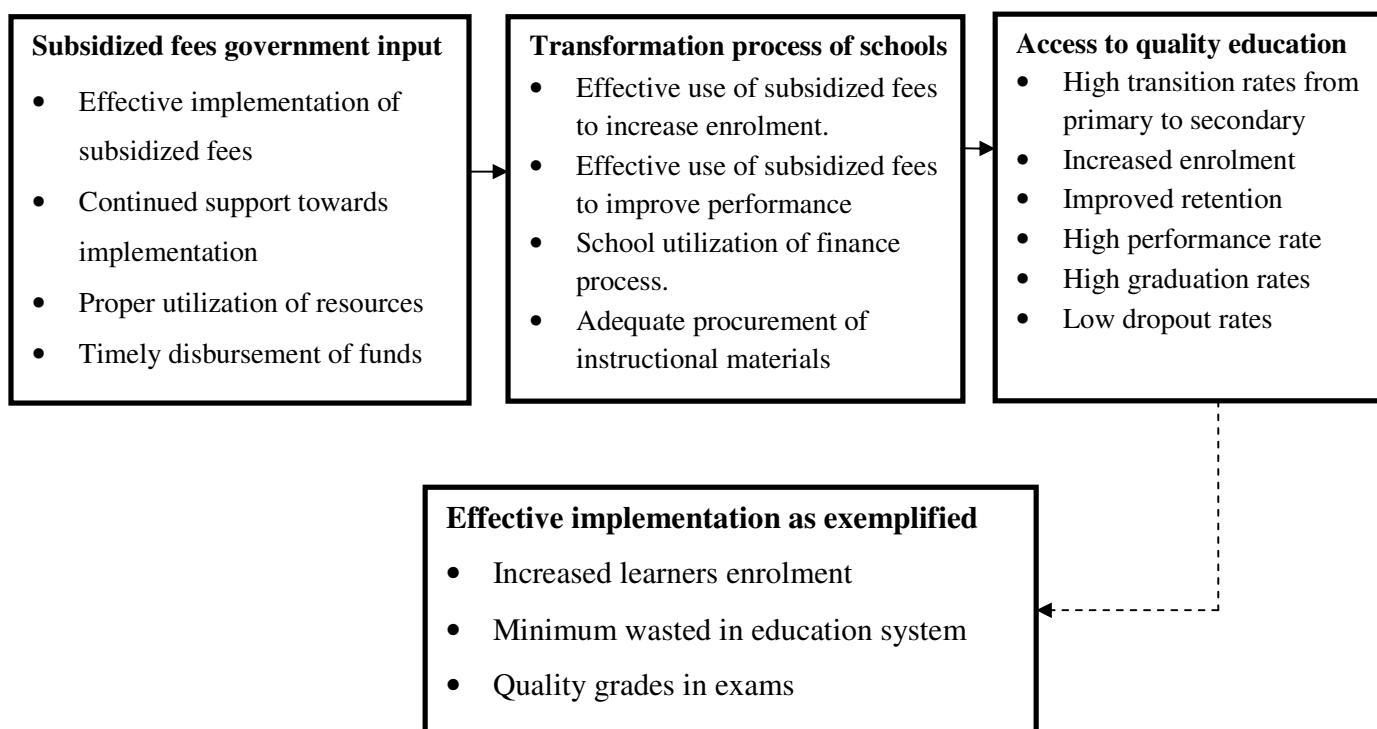 Subsidized fees government input
• Effective implementation of
subsidized fees
• Continued support towards
implementation
• Proper utilization of resources
• Timely disbursement of funds
Transformation process of schools
• Effective use of subsidized fees
to increase enrolment.
• Effective use of subsidized fees
to improve performance
• School utilization of finance
process.
• Adequate procurement of
instructional materials
Access to quality education
• High transition rates from
primary to secondary
• Increased enrolment
• Improved retention
• High performance rate
• High graduation rates
• Low dropout rates
Effective implementation as exemplified
• Increased learners enrolment
• Minimum wasted in education system
• Quality grades in exams